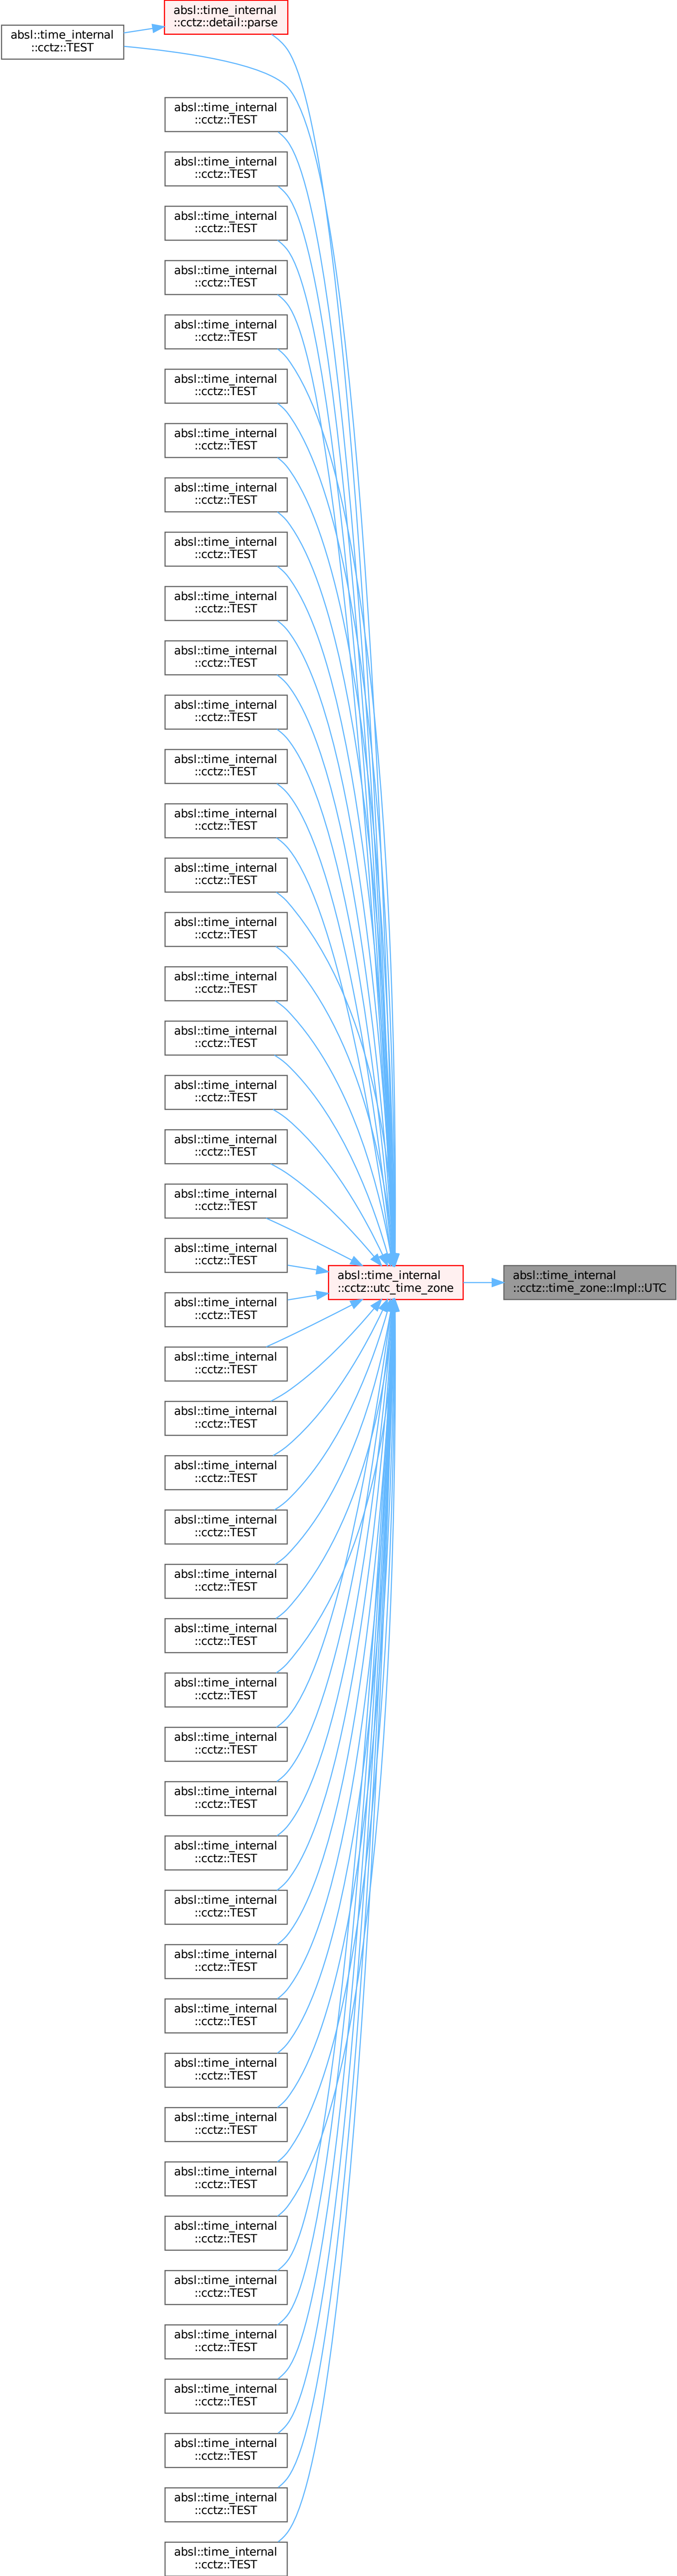 absl::time_internal
::cctz::detail::parse
absl::time_internal
::cctz::TEST
absl::time_internal
::cctz::TEST
absl::time_internal
::cctz::TEST
absl::time_internal
::cctz::TEST
absl::time_internal
::cctz::TEST
absl::time_internal
::cctz::TEST
absl::time_internal
::cctz::TEST
absl::time_internal
::cctz::TEST
absl::time_internal
::cctz::TEST
absl::time_internal
::cctz::TEST
absl::time_internal
::cctz::TEST
absl::time_internal
::cctz::TEST
absl::time_internal
::cctz::TEST
absl::time_internal
::cctz::TEST
absl::time_internal
::cctz::TEST
absl::time_internal
::cctz::TEST
absl::time_internal
::cctz::TEST
absl::time_internal
::cctz::TEST
absl::time_internal
::cctz::TEST
absl::time_internal
::cctz::TEST
absl::time_internal
::cctz::TEST
absl::time_internal
::cctz::TEST
absl::time_internal
::cctz::TEST
absl::time_internal
::cctz::utc_time_zone
absl::time_internal
::cctz::time_zone::Impl::UTC
absl::time_internal
::cctz::TEST
absl::time_internal
::cctz::TEST
absl::time_internal
::cctz::TEST
absl::time_internal
::cctz::TEST
absl::time_internal
::cctz::TEST
absl::time_internal
::cctz::TEST
absl::time_internal
::cctz::TEST
absl::time_internal
::cctz::TEST
absl::time_internal
::cctz::TEST
absl::time_internal
::cctz::TEST
absl::time_internal
::cctz::TEST
absl::time_internal
::cctz::TEST
absl::time_internal
::cctz::TEST
absl::time_internal
::cctz::TEST
absl::time_internal
::cctz::TEST
absl::time_internal
::cctz::TEST
absl::time_internal
::cctz::TEST
absl::time_internal
::cctz::TEST
absl::time_internal
::cctz::TEST
absl::time_internal
::cctz::TEST
absl::time_internal
::cctz::TEST
absl::time_internal
::cctz::TEST
absl::time_internal
::cctz::TEST
absl::time_internal
::cctz::TEST